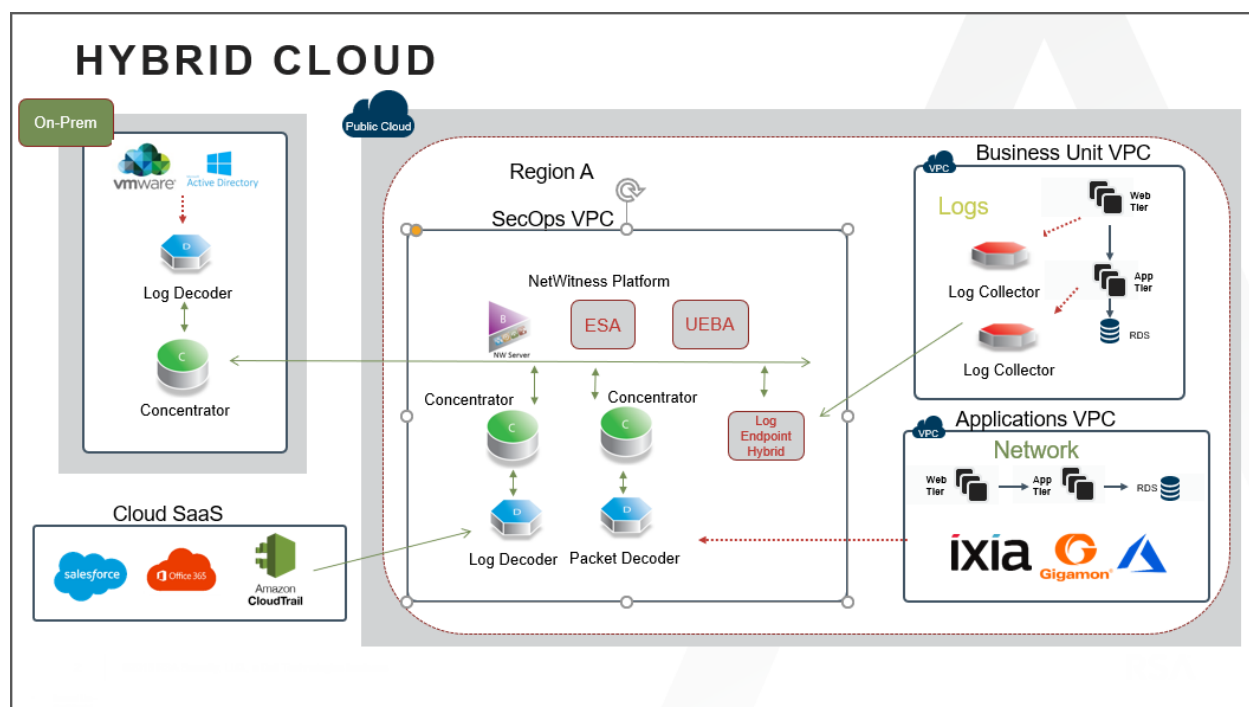 HYBRID CLOUD
On-Prem
vmware®
Microsoft
Active Directory
D
Log Decoder
C
Concentrator
Cloud SaaS
salesforce
Office 365
Amazon
CloudTrail
Public Cloud
Region A
SecOps VPC
NetWitness Platform
B
NW Server
ESA
UEBA
Concentrator
C
Concentrator
C
Log
Endpoint
Hybrid
D
Log Decoder
D
Packet Decoder
Business Unit VPC
VPC
Logs
Web
Tier
Log Collector
App
Tier
Log Collector
RDS
Applications VPC
VPC
Network
Web
Tier
App
Tier
RDS
ixia
Gigamon®